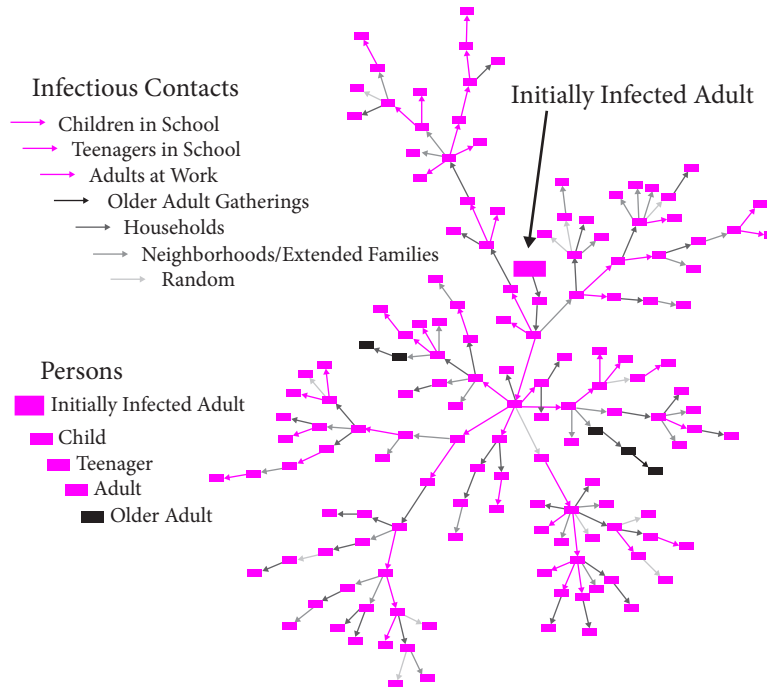 Infectious Contacts
Children in School
Teenagers in School
Adults at Work
Older Adult Gatherings
Households
Neighborhoods/Extended Families
Random
Initially Infected Adult
Persons
Initially Infected Adult
Child
Teenager
Adult
Older Adult